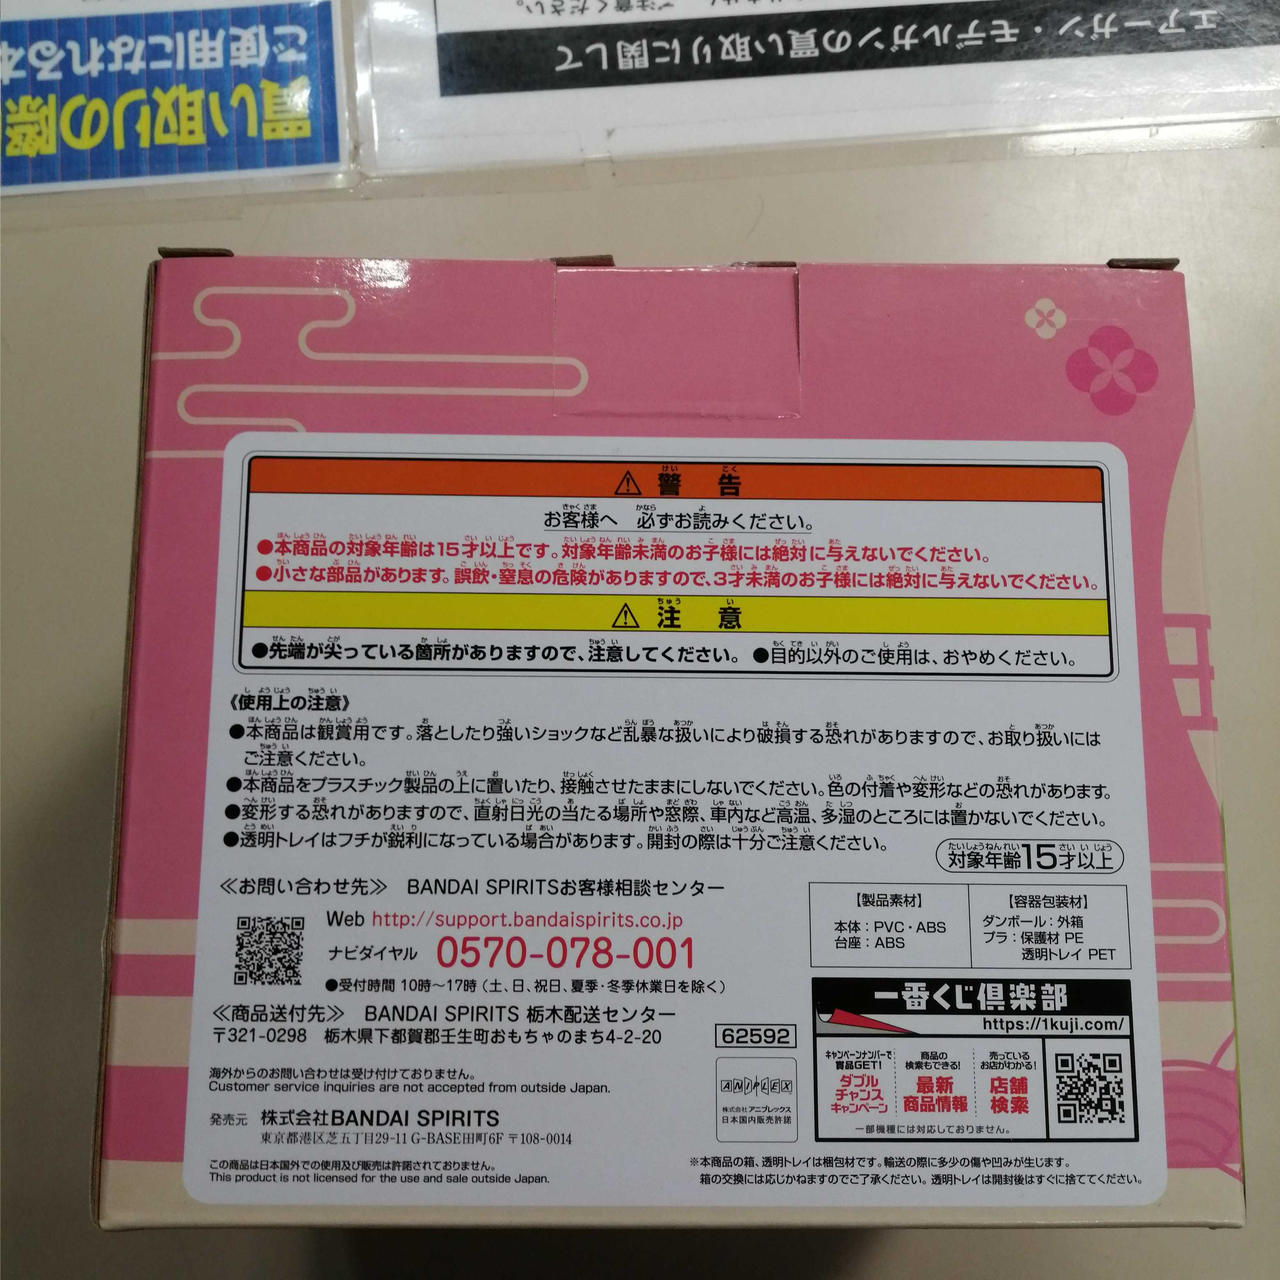 買い取りの際
ご使用になれる本
ご注意ください。
エアーガン・モデルガンの買い取りに関して
警告
お客様へ 必ずお読みください。
●本商品の対象年齢は15才以上です。対象年齢未満のお子様には絶対に与えないでください。
●小さな部品があります。誤飲・窒息の危険がありますので、3才未満のお子様には絶対に与えないでください。
注意
●先端が尖っている箇所がありますので、注意してください。 ●目的以外のご使用は、おやめください。
《使用上の注意》
●本商品は観賞用です。落としたり強いショックなど乱暴な扱いにより破損する恐れがありますので、お取り扱いには
ご注意ください。
●本商品をプラスチック製品の上に置いたり、接触させたままにしないでください。色の付着や変形などの恐れがあります。
●変形する恐れがありますので、直射日光の当たる場所や窓際、車内など高温、多湿のところには置かないでください。
●透明トレイはフチが鋭利になっている場合があります。開封の際は十分ご注意ください。
対象年齢15才以上
≪お問い合わせ先≫ BANDAI SPIRITSお客様相談センター
Web http://support.bandaispirits.co.jp
ナビダイヤル 0570-078-001
●受付時間 10時〜17時（土、日、祝日、夏季・冬季休業日を除く）
≪商品送付先≫ BANDAI SPIRITS 栃木配送センター
〒321-0298 栃木県下都賀郡壬生町おもちゃのまち4-2-20
海外からのお問い合わせは受け付けておりません。
Customer service inquiries are not accepted from outside Japan.
発売元 株式会社BANDAI SPIRITS
東京都港区芝五丁目29-11 G-BASE田町6F 〒108-0014
この商品は日本国外での使用及び販売は許諾されておりません。
This product is not licensed for the use and sale outside Japan.
【製品素材】
本体：PVC・ABS
台座：ABS
【容器包装材】
ダンボール：外箱
プラ：保護材 PE
透明トレイ PET
62592
ANIPLEX
株式会社アニプレックス
日本国内販売許諾
一番くじ倶楽部
https://1kuji.com/
キャンペーンナンバーで
賞品GET!
ダブル
チャンス
キャンペーン
商品の
検索もできる!
最新
商品情報
売っている
お店がわかる!
店舗
検索
一部機種には対応しておりません。
※本商品の箱、透明トレイは梱包材です。輸送の際に多少の傷や凹みが生じます。
箱の交換には応じかねますのでご了承ください。透明トレイは開封後はすぐに捨ててください。